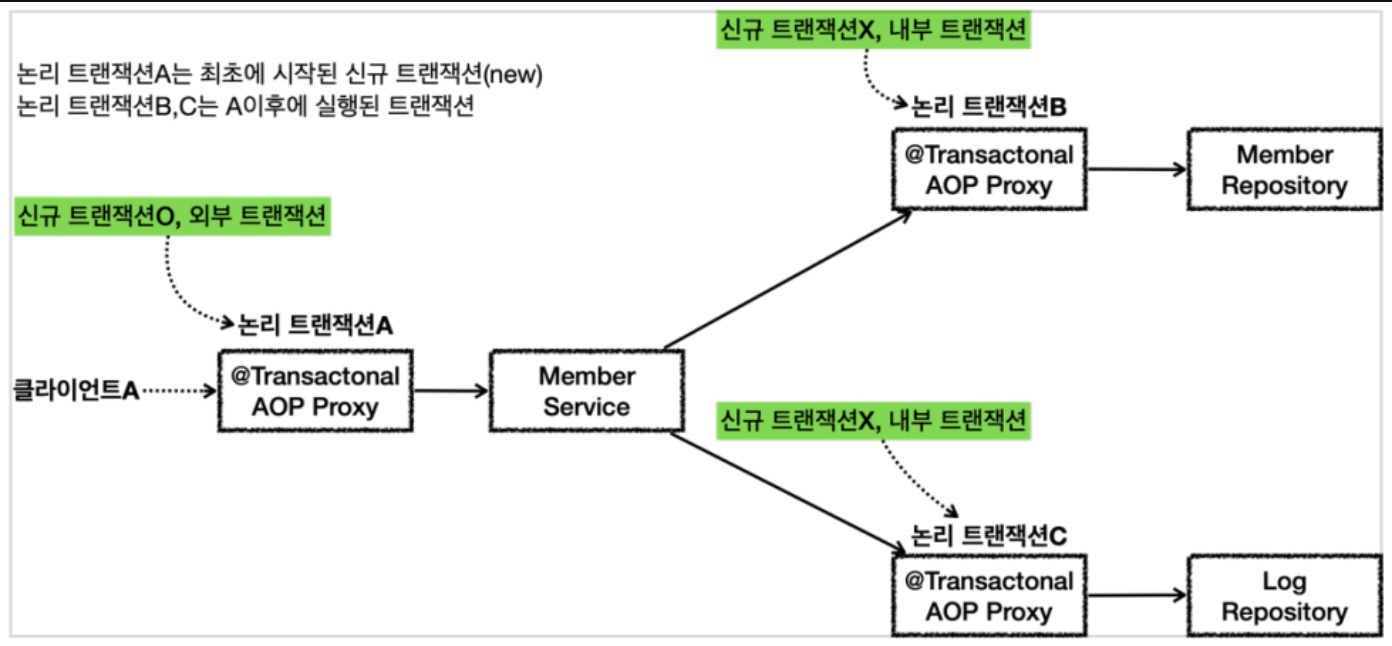 신규 트랜잭션X, 내부 트랜잭션
논리 트랜잭션A는 최초에 시작된 신규 트랜잭션(new)
논리 트랜잭션B,C는 A이후에 실행된 트랜잭션
논리 트랜잭션B
@Transactonal
AOP Proxy
Member
Repository
신규 트랜잭션O, 외부 트랜잭션
논리 트랜잭션A
클라이언트A
@Transactonal
AOP Proxy
Member
Service
신규 트랜잭션X, 내부 트랜잭션
논리 트랜잭션C
@Transactonal
AOP Proxy
Log
Repository